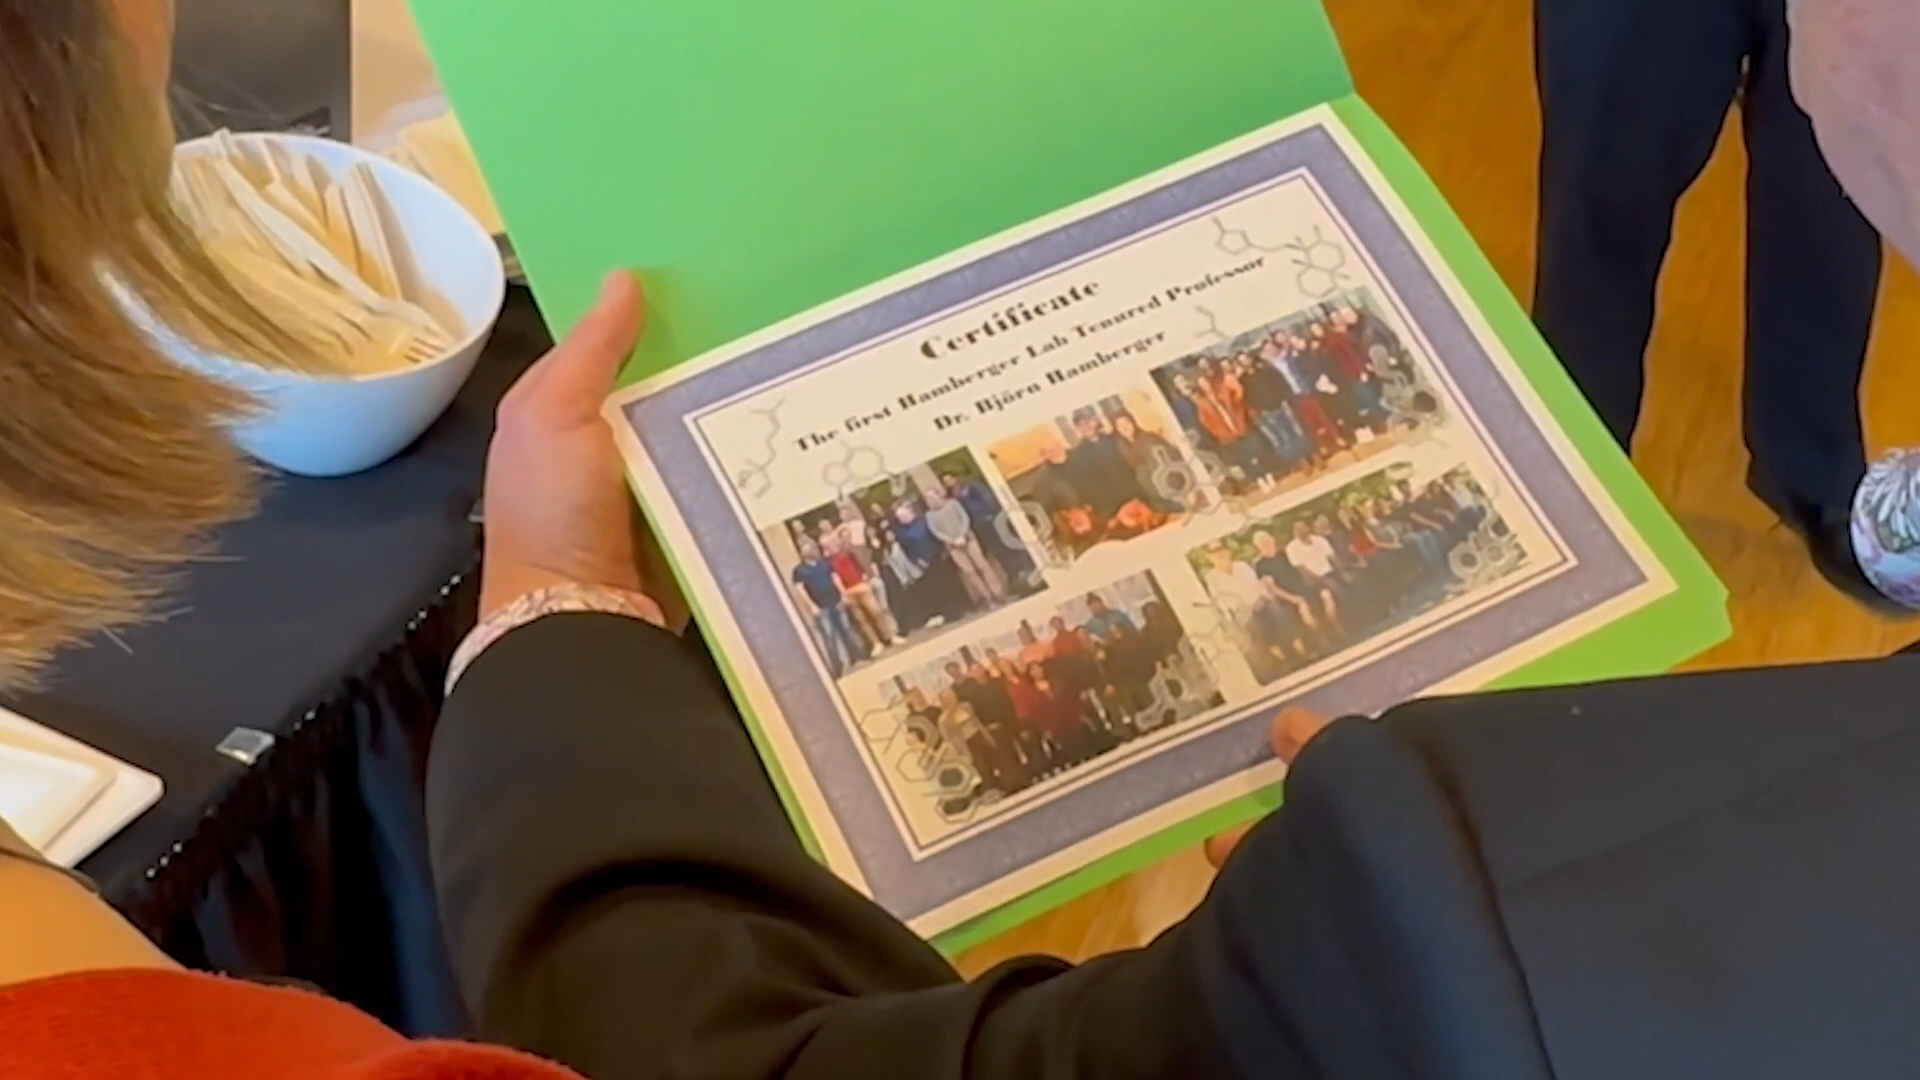 Certificate
The first Hamberger Lab Tenured Professor
Dr. Björn Hamberger